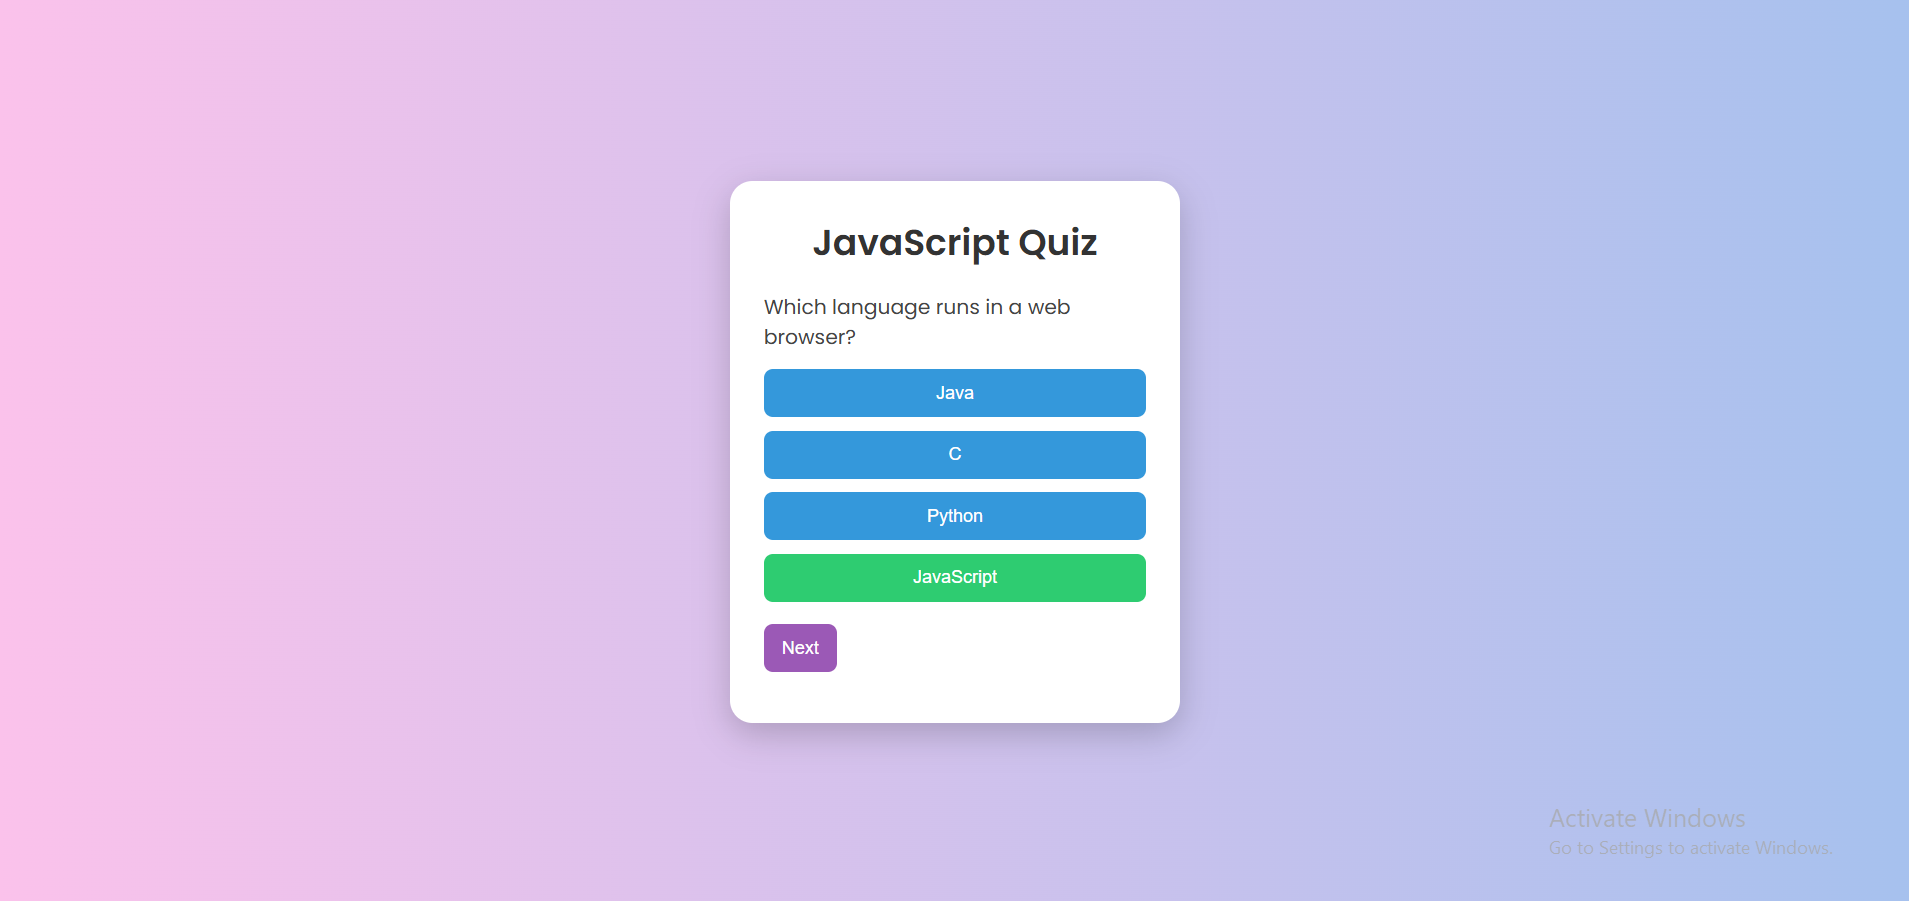 JavaScript Quiz
Which language runs in a web
browser?
Java
C
Python
JavaScript
Next
Activate Windows
Go to Settings to activate Windows.